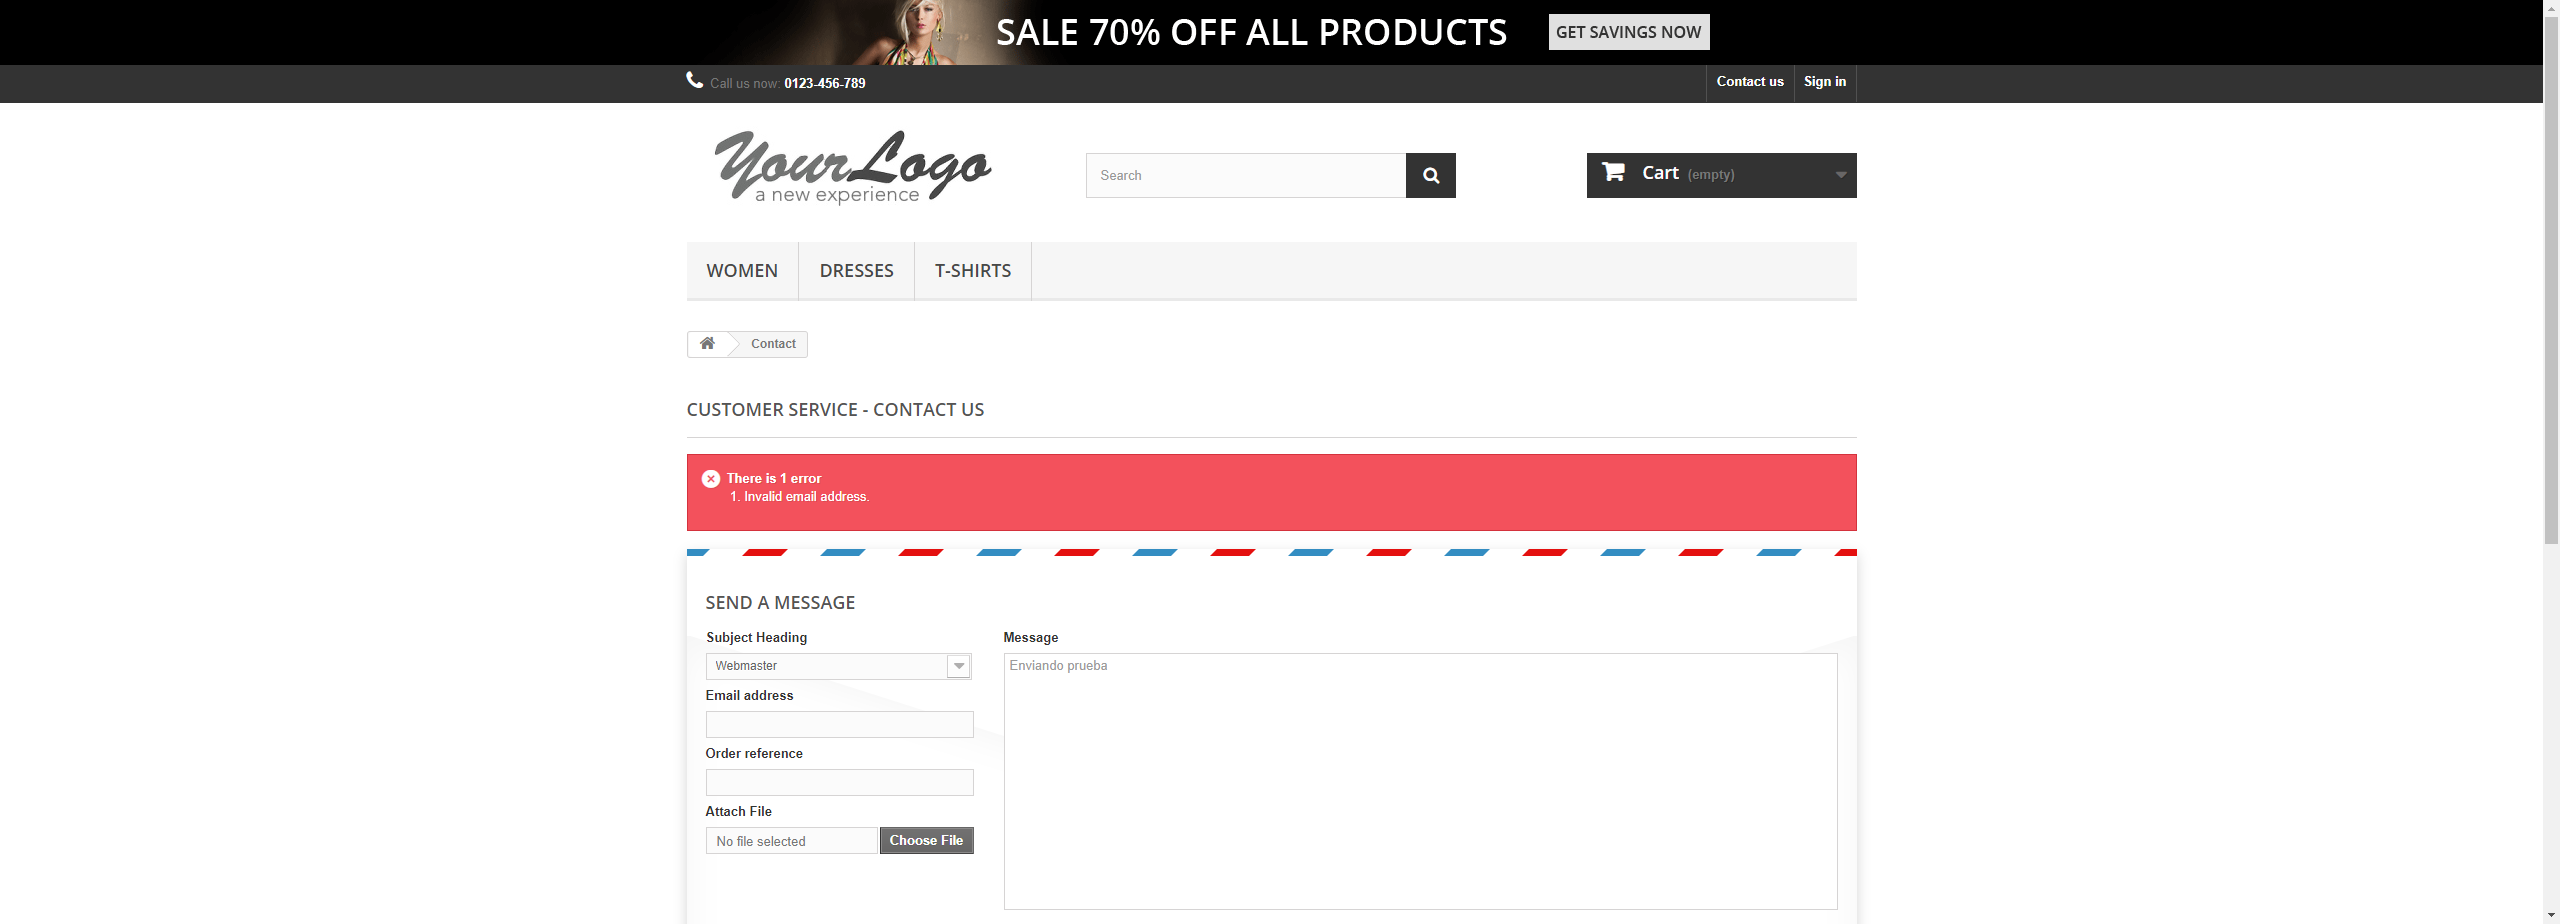 SALE 70% OFF ALL PRODUCTS GET SAVINGS NOW
Call us now: 0123-456-789 Contact us Sign in
YourLogo
a new experience
Search
Cart (empty)
WOMEN DRESSES T-SHIRTS
Contact
CUSTOMER SERVICE - CONTACT US
There is 1 error
1. Invalid email address.
SEND A MESSAGE
Subject Heading
Webmaster
Email address
Order reference
Attach File
No file selected Choose File
Message
Enviando prueba